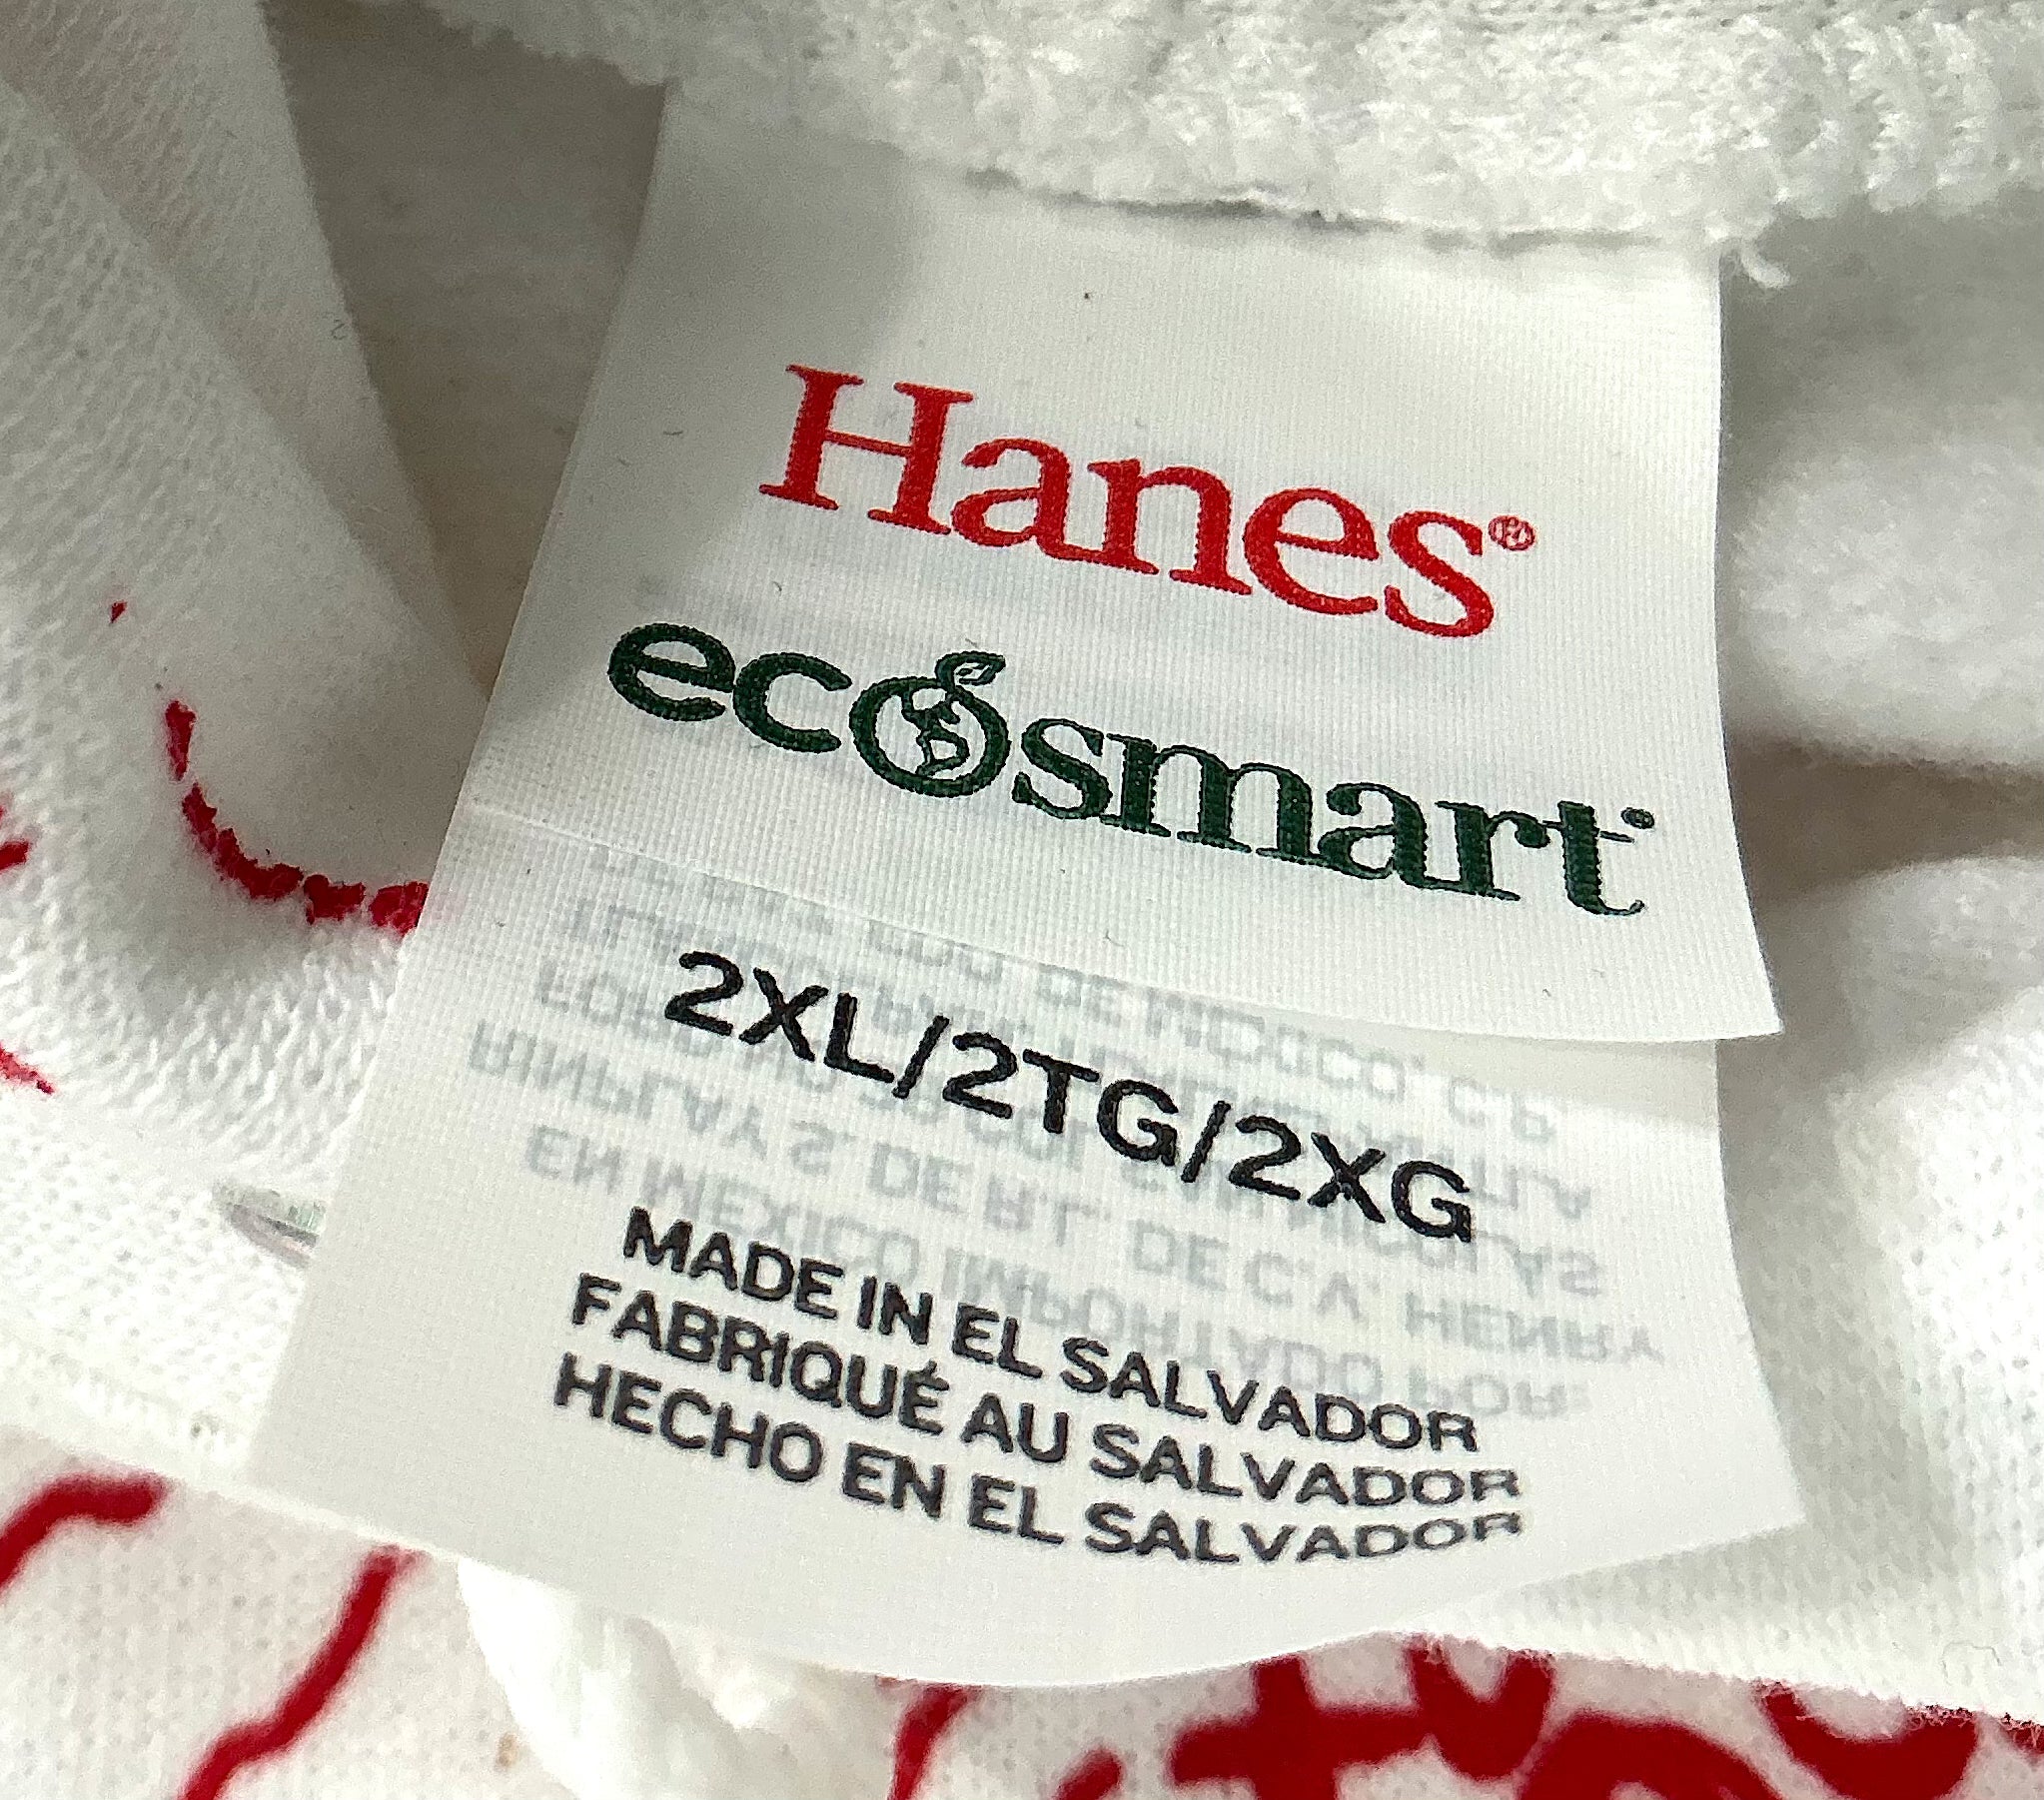 Hanes®
ecosmart
2XL/2TG/2XG
MADE IN EL SALVADOR
FABRIQUÉ AU SALVADOR
HECHO EN EL SALVADOR